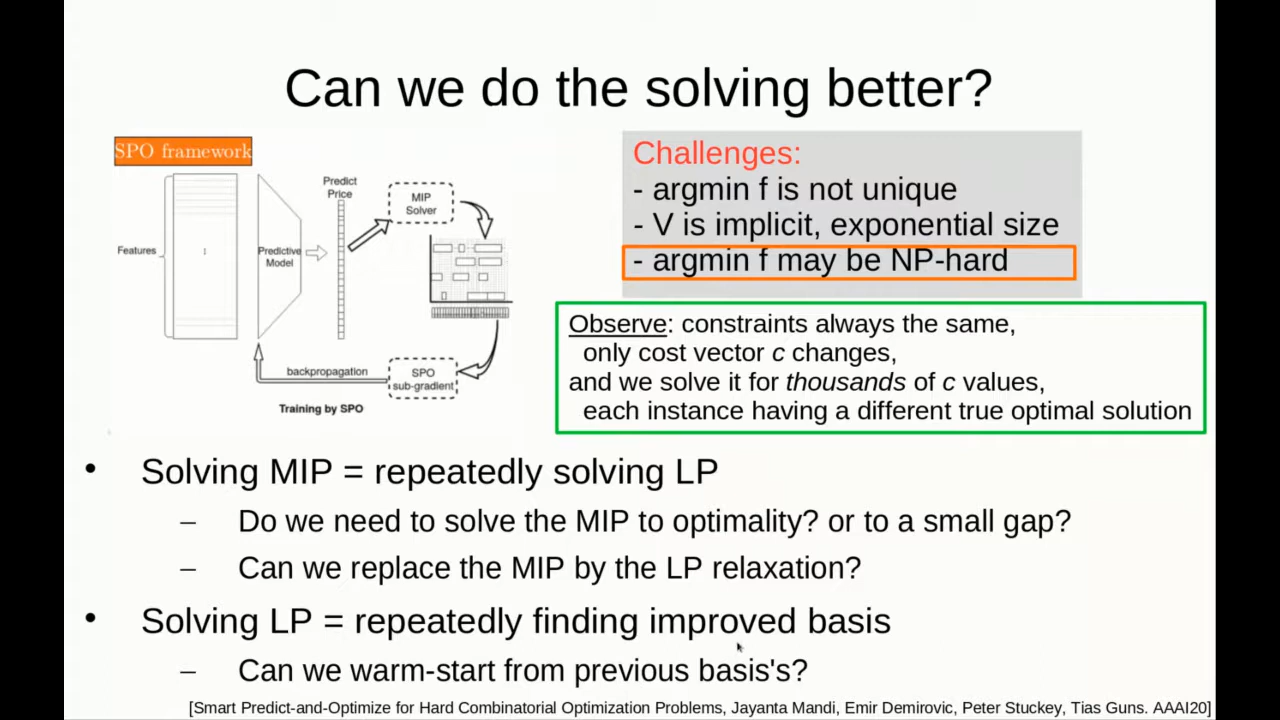 Can we do the solving better?
SPO framework
Features
Predictive
Model
Predict
Price
MIP
Solver
SPO
sub-gradient
backpropagation
Training by SPO
Challenges:
- argmin f is not unique
- V is implicit, exponential size
- argmin f may be NP-hard
Observe: constraints always the same,
only cost vector c changes,
and we solve it for thousands of c values,
each instance having a different true optimal solution
• Solving MIP = repeatedly solving LP
– Do we need to solve the MIP to optimality? or to a small gap?
– Can we replace the MIP by the LP relaxation?
• Solving LP = repeatedly finding improved basis
– Can we warm-start from previous basis's?
[Smart Predict-and-Optimize for Hard Combinatorial Optimization Problems, Jayanta Mandi, Emir Demirovic, Peter Stuckey, Tias Guns. AAAI20]